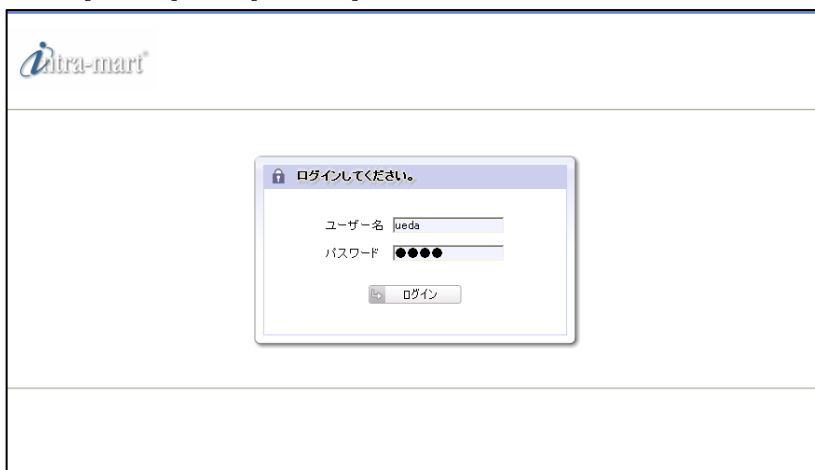 intra-mart
ログインしてください。
ユーザー名 ueda
パスワード ●●●●
ログイン